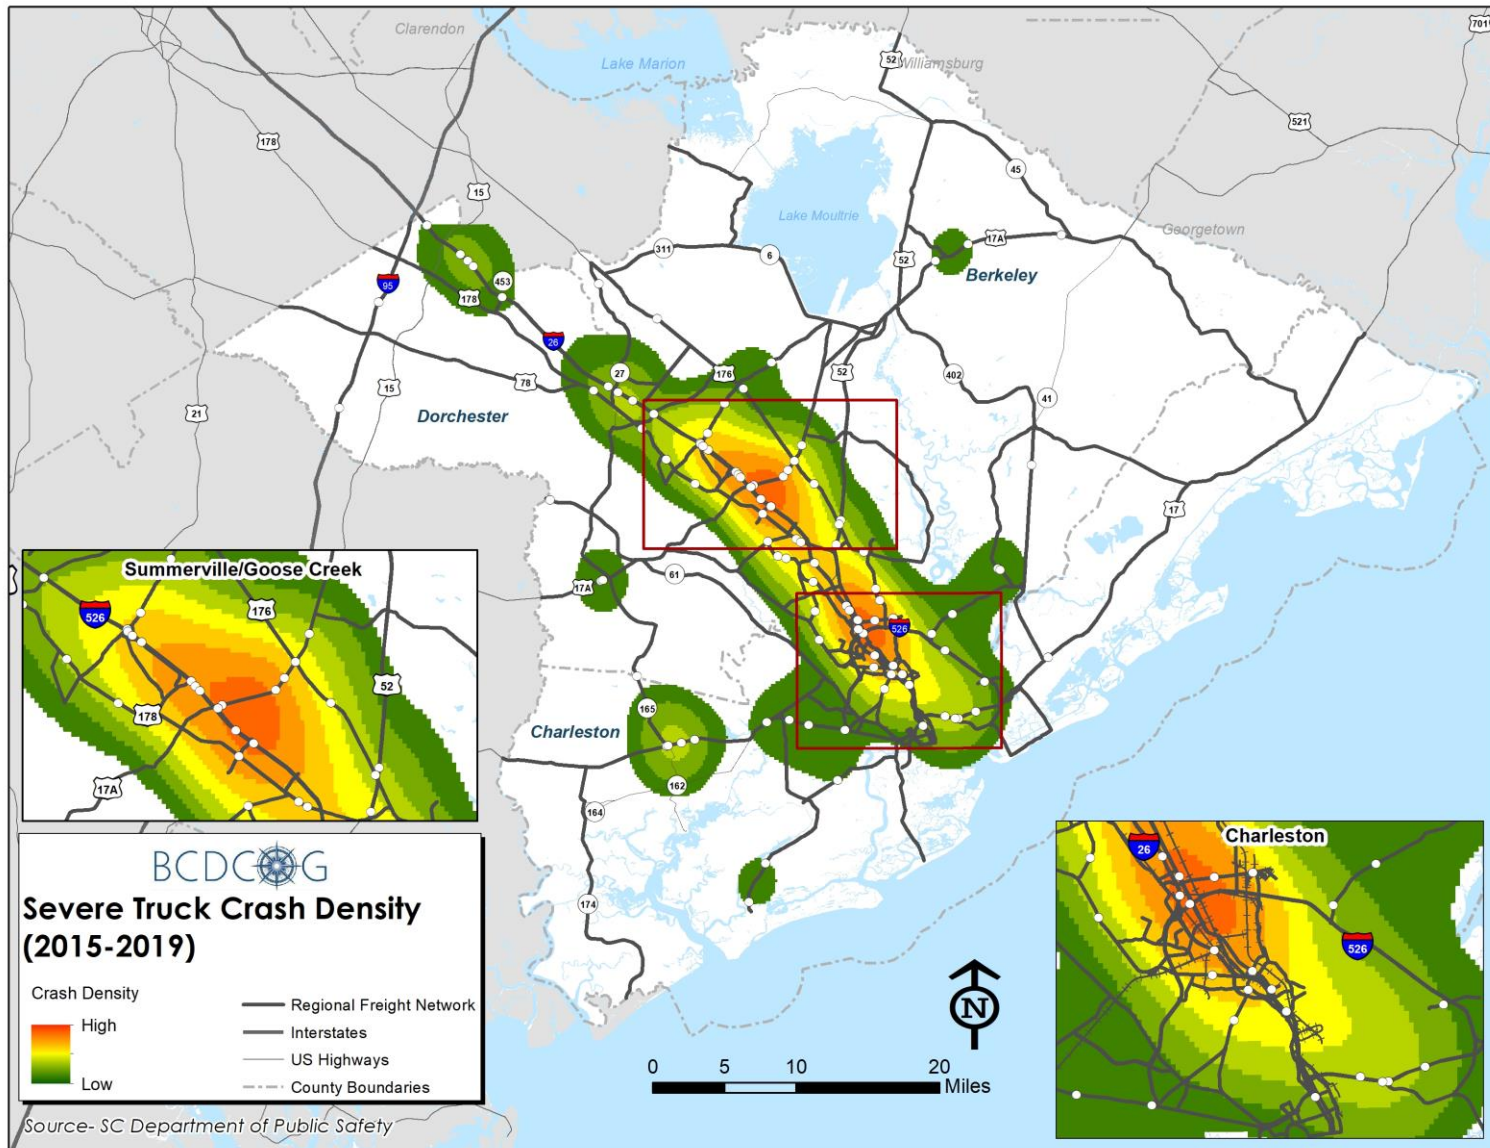 Clarendon
Lake Marion
52
Williamsburg
701
178
521
45
15
Lake Moultrie
Georgetown
17A
311
6
52
Berkeley
95
453
178
26
27
176
52
402
78
15
41
21
Dorchester
17
61
17A
526
165
Charleston
162
164
174
Summerville/Goose Creek
526
176
52
178
17A
BCDCOG
Severe Truck Crash Density
(2015-2019)
Crash Density
High
Low
Regional Freight Network
Interstates
US Highways
County Boundaries
Source- SC Department of Public Safety
N
0 5 10 20
Miles
Charleston
26
526